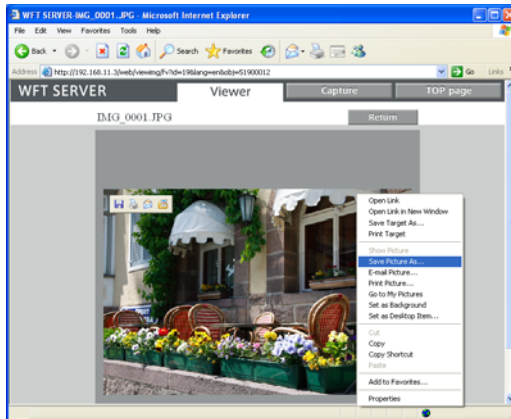 WFT SERVER-IMG_0001..JPG - Microsoft Internet Explorer
File Edit View Favorites Tools Help
Back Search Favorites
Address http://192.168.11.3/web/viewimg/fv?id=198lang=en&obj=51900012 Go Links
WFT SERVER Viewer Capture TOP page
IMG_0001.JPG Return
Open Link
Open Link in New Window
Save Target As...
Print Target
Show Picture
Save Picture As...
E-mail Picture...
Print Picture...
Go to My Pictures
Set as Background
Set as Desktop Item...
Cut
Copy
Copy Shortcut
Paste
Add to Favorites...
Properties